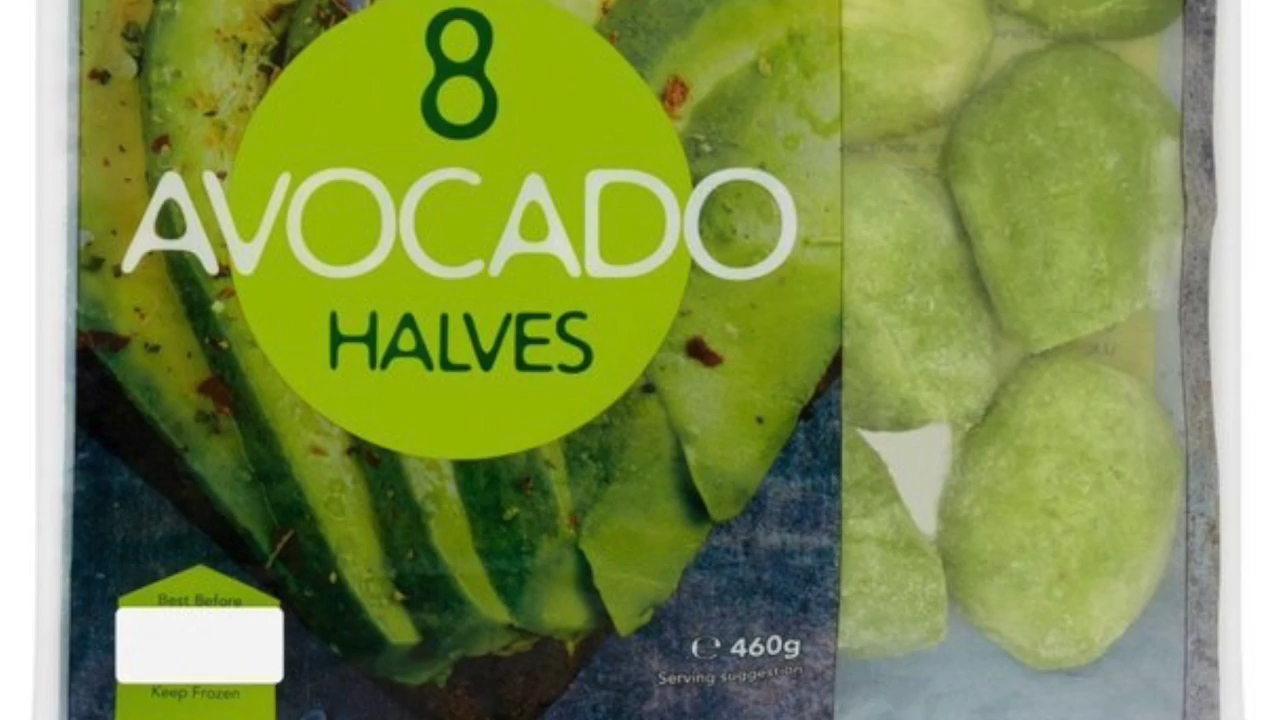 8
AVOCADO
HALVES
Best Before
Keep Frozen
℮ 460g
Serving suggestion